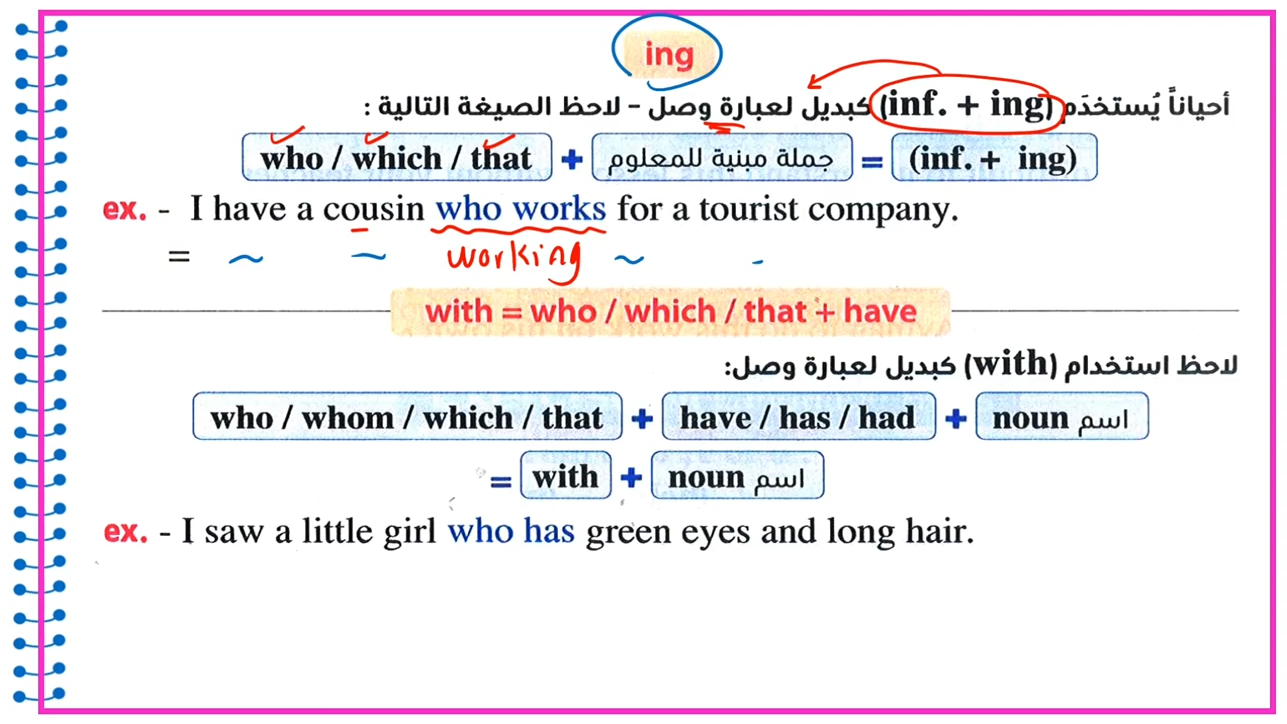 ing
أحياناً يُستخدَم (inf. + ing) كبديل لعبارة وصل – لاحظ الصيغة التالية :
who / which / that + جملة مبنية للمعلوم = (inf. + ing)
ex. - I have a cousin who works for a tourist company.
= ~ ~ working ~ -
with = who / which / that + have
لاحظ استخدام (with) كبديل لعبارة وصل:
who / whom / which / that + have / has / had + noun اسم
= with + noun اسم
ex. - I saw a little girl who has green eyes and long hair.